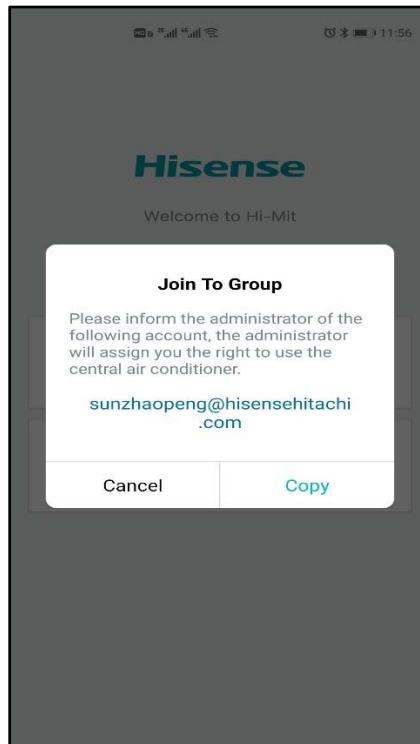 11:56
Hisense
Welcome to Hi-Mit
Join To Group
Please inform the administrator of the
following account, the administrator
will assign you the right to use the
central air conditioner.
sunzhaopeng@hisensehitachi
.com
Cancel
Copy